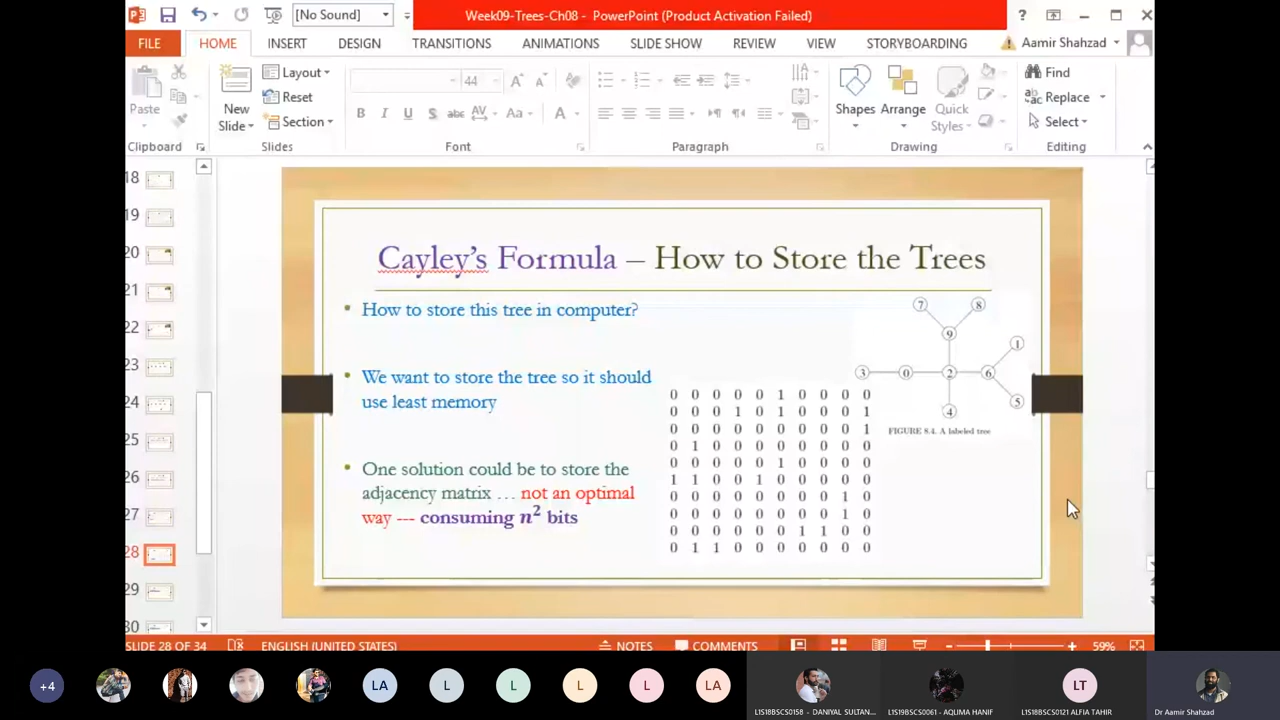 [No Sound]
Week09-Trees-Ch08 - PowerPoint (Product Activation Failed)
?
FILE HOME INSERT DESIGN TRANSITIONS ANIMATIONS SLIDE SHOW REVIEW VIEW STORYBOARDING Aamir Shahzad
Paste
Clipboard
New
Slide
Layout
Reset
Section
Slides
44
B I U S abc AV Aa A
Font
Paragraph
Shapes
Arrange
Quick
Styles
Drawing
Find
Replace
Select
Editing
18
19
20
21
22
23
24
25
26
27
28
29
30
Cayley's Formula – How to Store the Trees
• How to store this tree in computer?
• We want to store the tree so it should
use least memory
• One solution could be to store the
adjacency matrix … not an optimal
way --- consuming n² bits
0 0 0 0 0 1 0 0 0 0
0 0 0 1 0 1 0 0 0 1
0 0 0 0 0 0 0 0 0 1
0 1 0 0 0 0 0 0 0 0
0 0 0 0 0 1 0 0 0 0
1 1 0 0 1 0 0 0 0 0
0 0 0 0 0 0 0 0 1 0
0 0 0 0 0 0 0 0 1 0
0 0 0 0 0 0 1 1 0 0
0 1 1 0 0 0 0 0 0 0
7 8
9
1
3 0 2 6
5
4
FIGURE 8.4. A labeled tree
SLIDE 28 OF 34 ENGLISH (UNITED STATES) NOTES COMMENTS 59%
+4 LA L L L L LA LT
L1S18BSCS0158 - DANIYAL SULTAN...
L1S19BSCS0061 - AQLIMA HANIF
L1S18BSCS0121 ALFIA TAHIR
Dr Aamir Shahzad